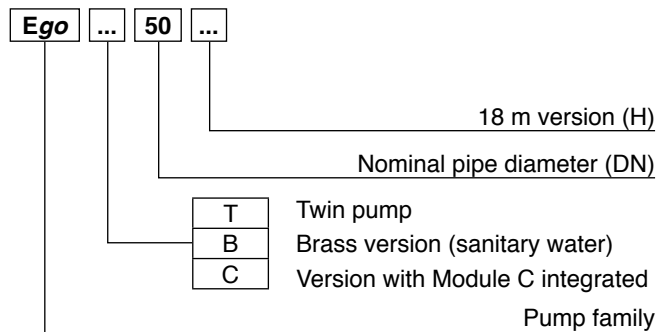 Ego ... 50 ...
18 m version (H)
Nominal pipe diameter (DN)
T Twin pump
B Brass version (sanitary water)
C Version with Module C integrated
Pump family